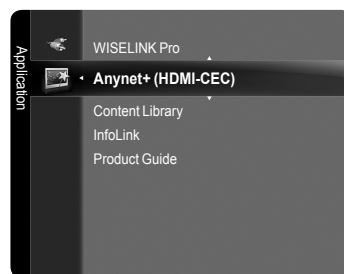 Application
WISELINK Pro
Anynet+ (HDMI-CEC)
Content Library
InfoLink
Product Guide